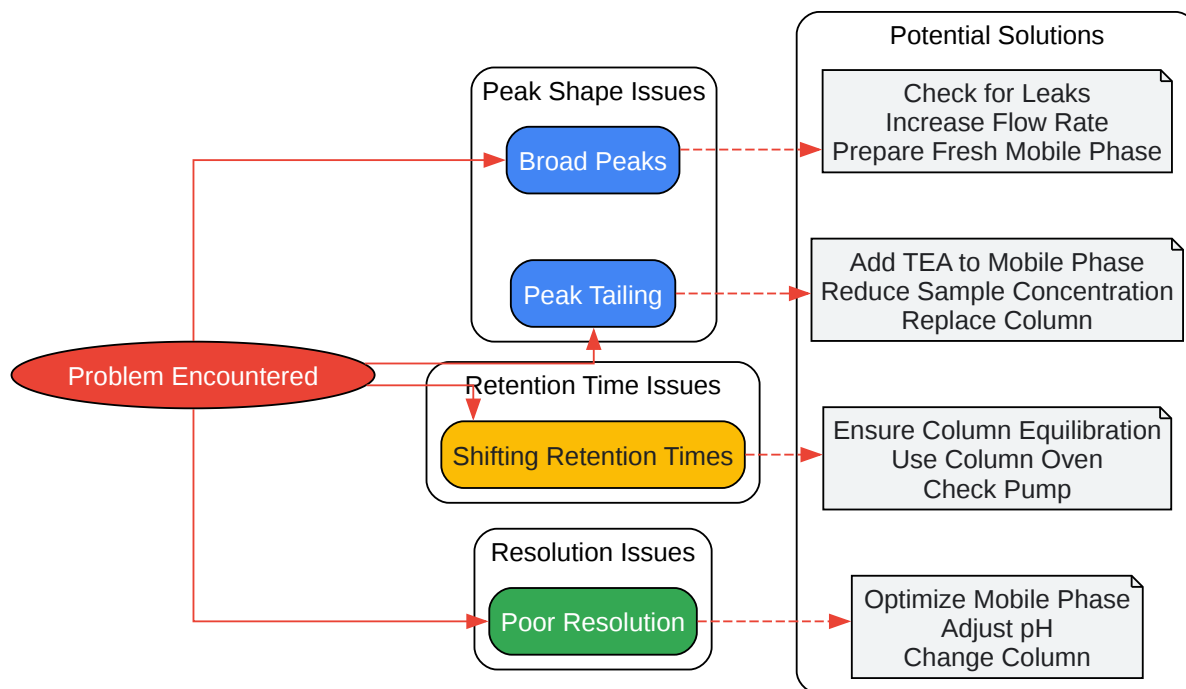 Problem Encountered
Peak Shape Issues
Broad Peaks
Peak Tailing
Retention Time Issues
Shifting Retention Times
Resolution Issues
Poor Resolution
Potential Solutions
Check for Leaks
Increase Flow Rate
Prepare Fresh Mobile Phase
Add TEA to Mobile Phase
Reduce Sample Concentration
Replace Column
Ensure Column Equilibration
Use Column Oven
Check Pump
Optimize Mobile Phase
Adjust pH
Change Column